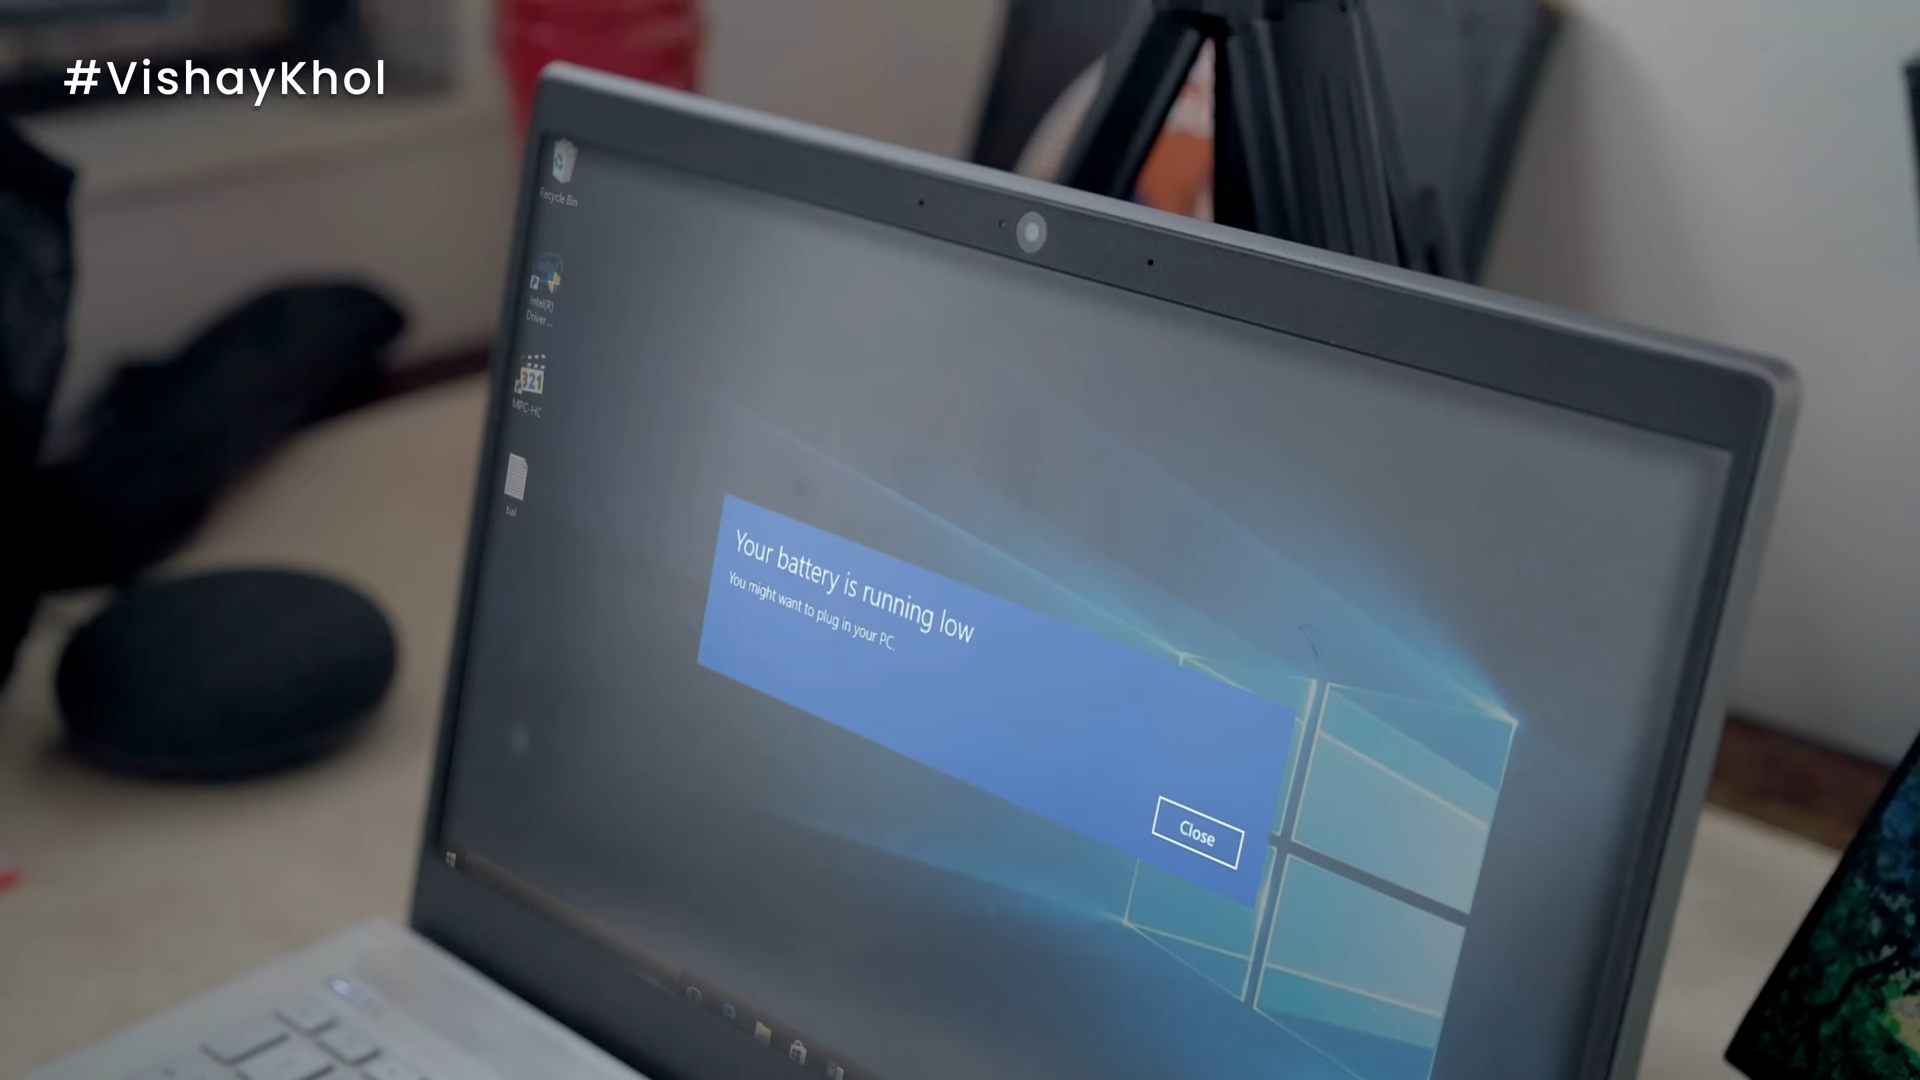 #VishayKhol
Recycle Bin
Intel(R)
Driver ...
321
MPC-HC
Your battery is running low
You might want to plug in your PC.
Close